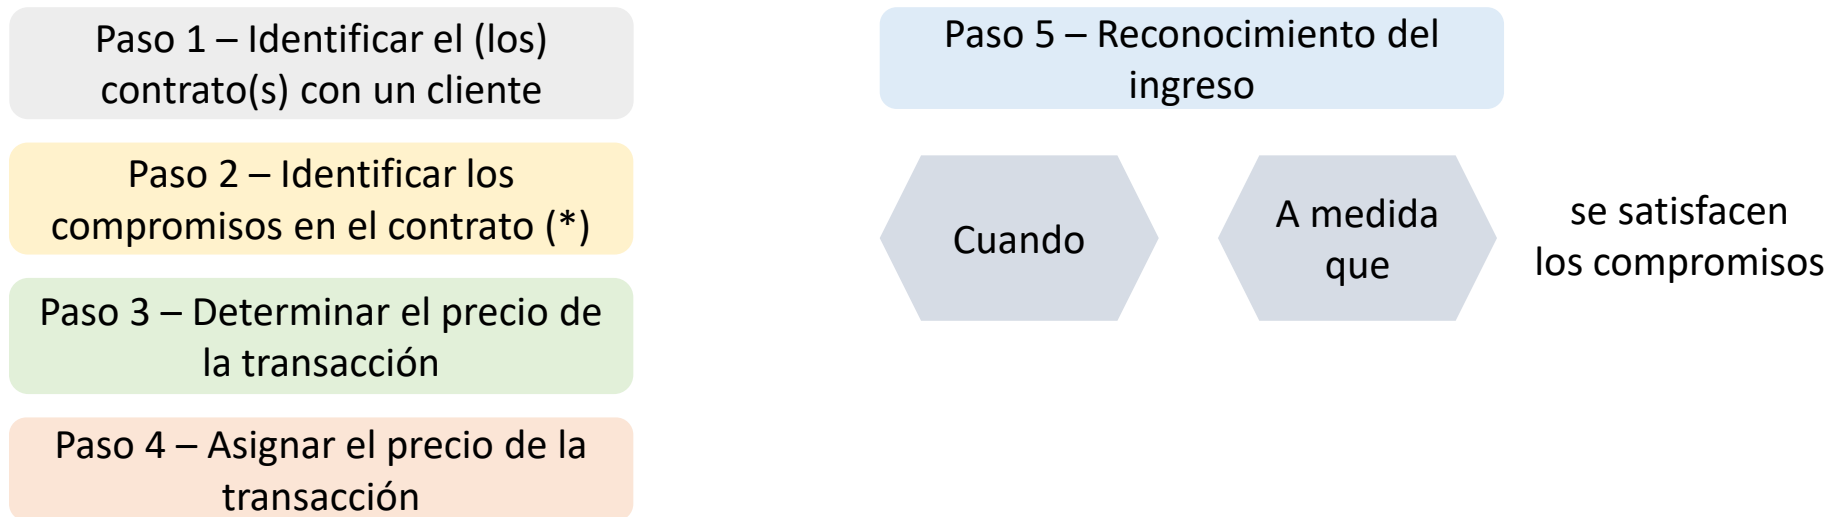 Paso 1 – Identificar el (los)
contrato(s) con un cliente
Paso 2 – Identificar los
compromisos en el contrato (*)
Paso 3 – Determinar el precio de
la transacción
Paso 4 – Asignar el precio de la
transacción
Paso 5 – Reconocimiento del
ingreso
Cuando
A medida
que
se satisfacen
los compromisos